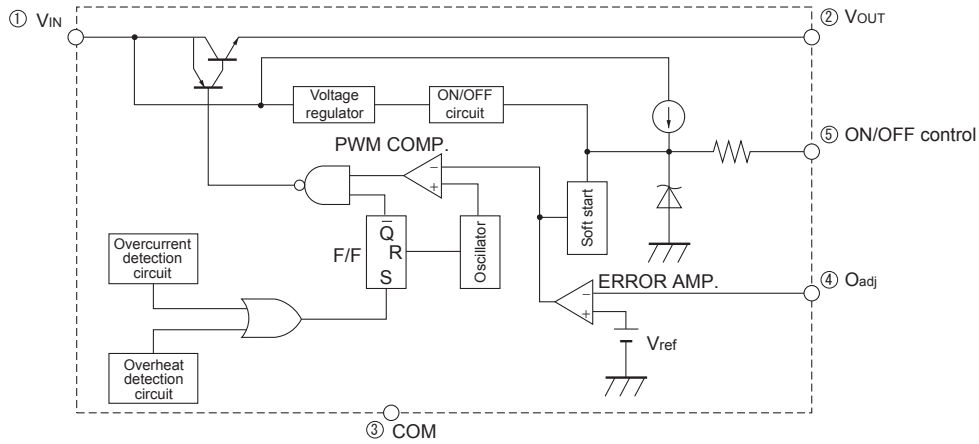 ① VIN
② VOUT
Voltage
regulator
ON/OFF
circuit
⑤ ON/OFF control
PWM COMP.
−
+
Soft start
Oscillator
Q̅
R
S
F/F
Overcurrent
detection
circuit
ERROR AMP.
④ Oadj
−
+
Vref
Overheat
detection
circuit
③ COM